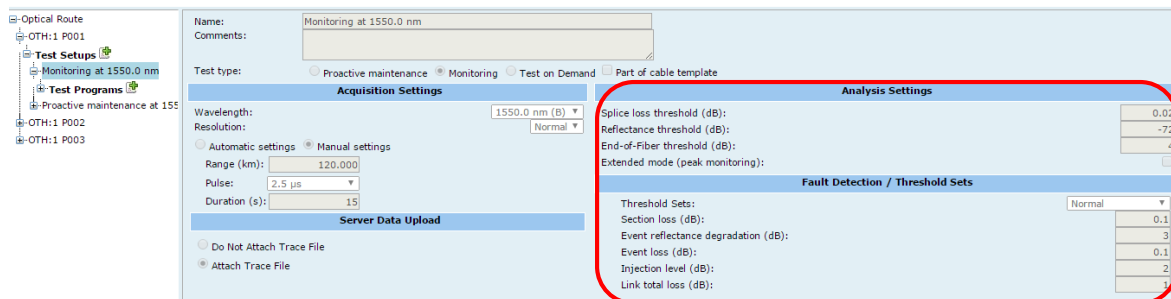 Optical Route
OTH:1 P001
Test Setups
Monitoring at 1550.0 nm
Test Programs
Proactive maintenance at 155
OTH:1 P002
OTH:1 P003
Name: Monitoring at 1550.0 nm
Comments:
Test type: Proactive maintenance Monitoring Test on Demand Part of cable template
Acquisition Settings
Wavelength: 1550.0 nm (B)
Resolution: Normal
Automatic settings Manual settings
Range (km): 120.000
Pulse: 2.5 µs
Duration (s): 15
Server Data Upload
Do Not Attach Trace File
Attach Trace File
Analysis Settings
Splice loss threshold (dB): 0.02
Reflectance threshold (dB): -72
End-of-Fiber threshold (dB): 4
Extended mode (peak monitoring):
Fault Detection / Threshold Sets
Threshold Sets: Normal
Section loss (dB): 0.1
Event reflectance degradation (dB): 3
Event loss (dB): 0.1
Injection level (dB): 2
Link total loss (dB): 1